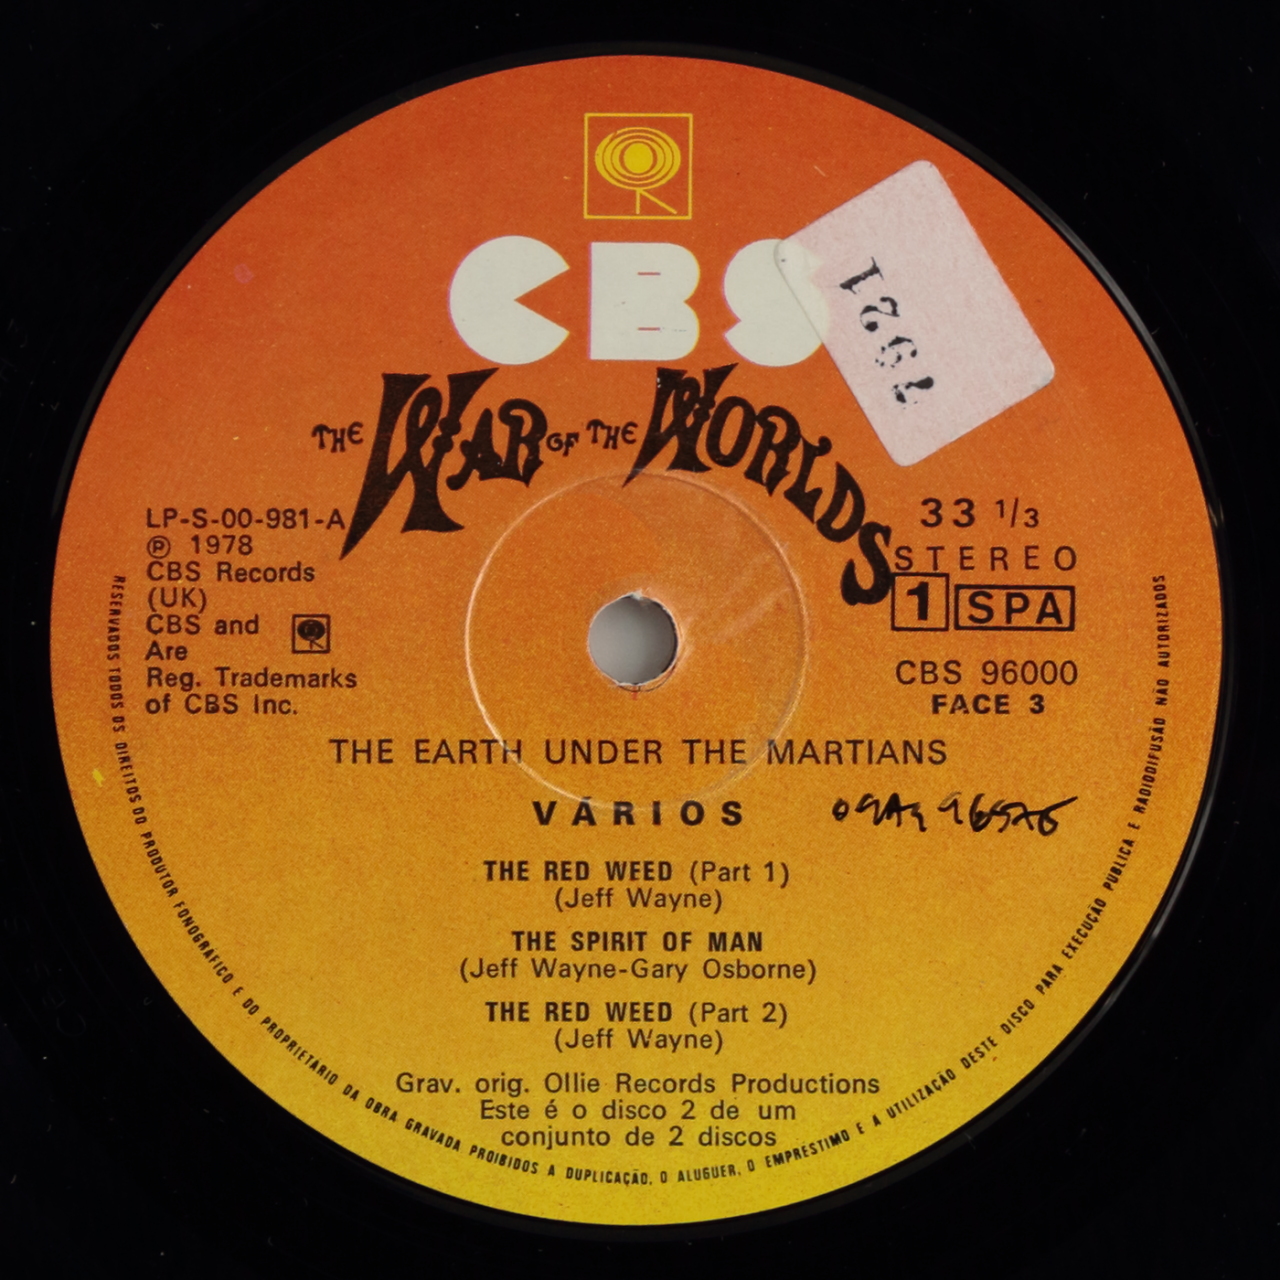 CBS
7921
THE WAR OF THE WORLDS
LP-S-00-981-A
℗ 1978
CBS Records
(UK)
CBS and
Are
Reg. Trademarks
of CBS Inc.
33 1/3
STEREO
1 SPA
CBS 96000
FACE 3
THE EARTH UNDER THE MARTIANS
VÁRIOS
THE RED WEED (Part 1)
(Jeff Wayne)
THE SPIRIT OF MAN
(Jeff Wayne-Gary Osborne)
THE RED WEED (Part 2)
(Jeff Wayne)
Grav. orig. Ollie Records Productions
Este é o disco 2 de um
conjunto de 2 discos
RESERVADOS TODOS OS DIREITOS DO PRODUTOR FONOGRÁFICO E DO PROPRIETÁRIO DA OBRA GRAVADA PROIBIDOS A DUPLICAÇÃO, O ALUGUER, O EMPRÉSTIMO E A UTILIZAÇÃO DESTE DISCO PARA EXECUÇÃO PUBLICA E RADIODIFUSÃO NÃO AUTORIZADOS